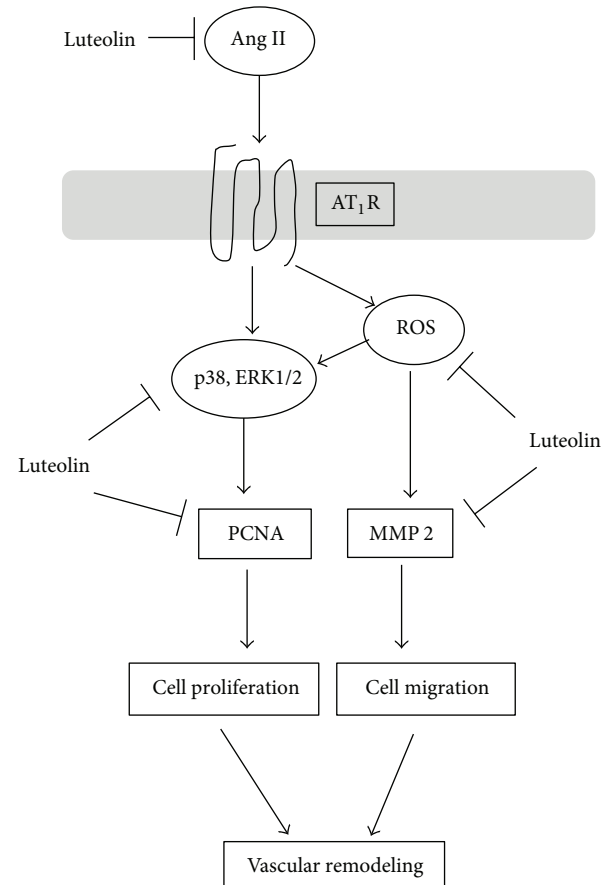 Luteolin
Ang II
AT₁R
ROS
p38, ERK1/2
Luteolin
Luteolin
PCNA
MMP 2
Cell proliferation
Cell migration
Vascular remodeling